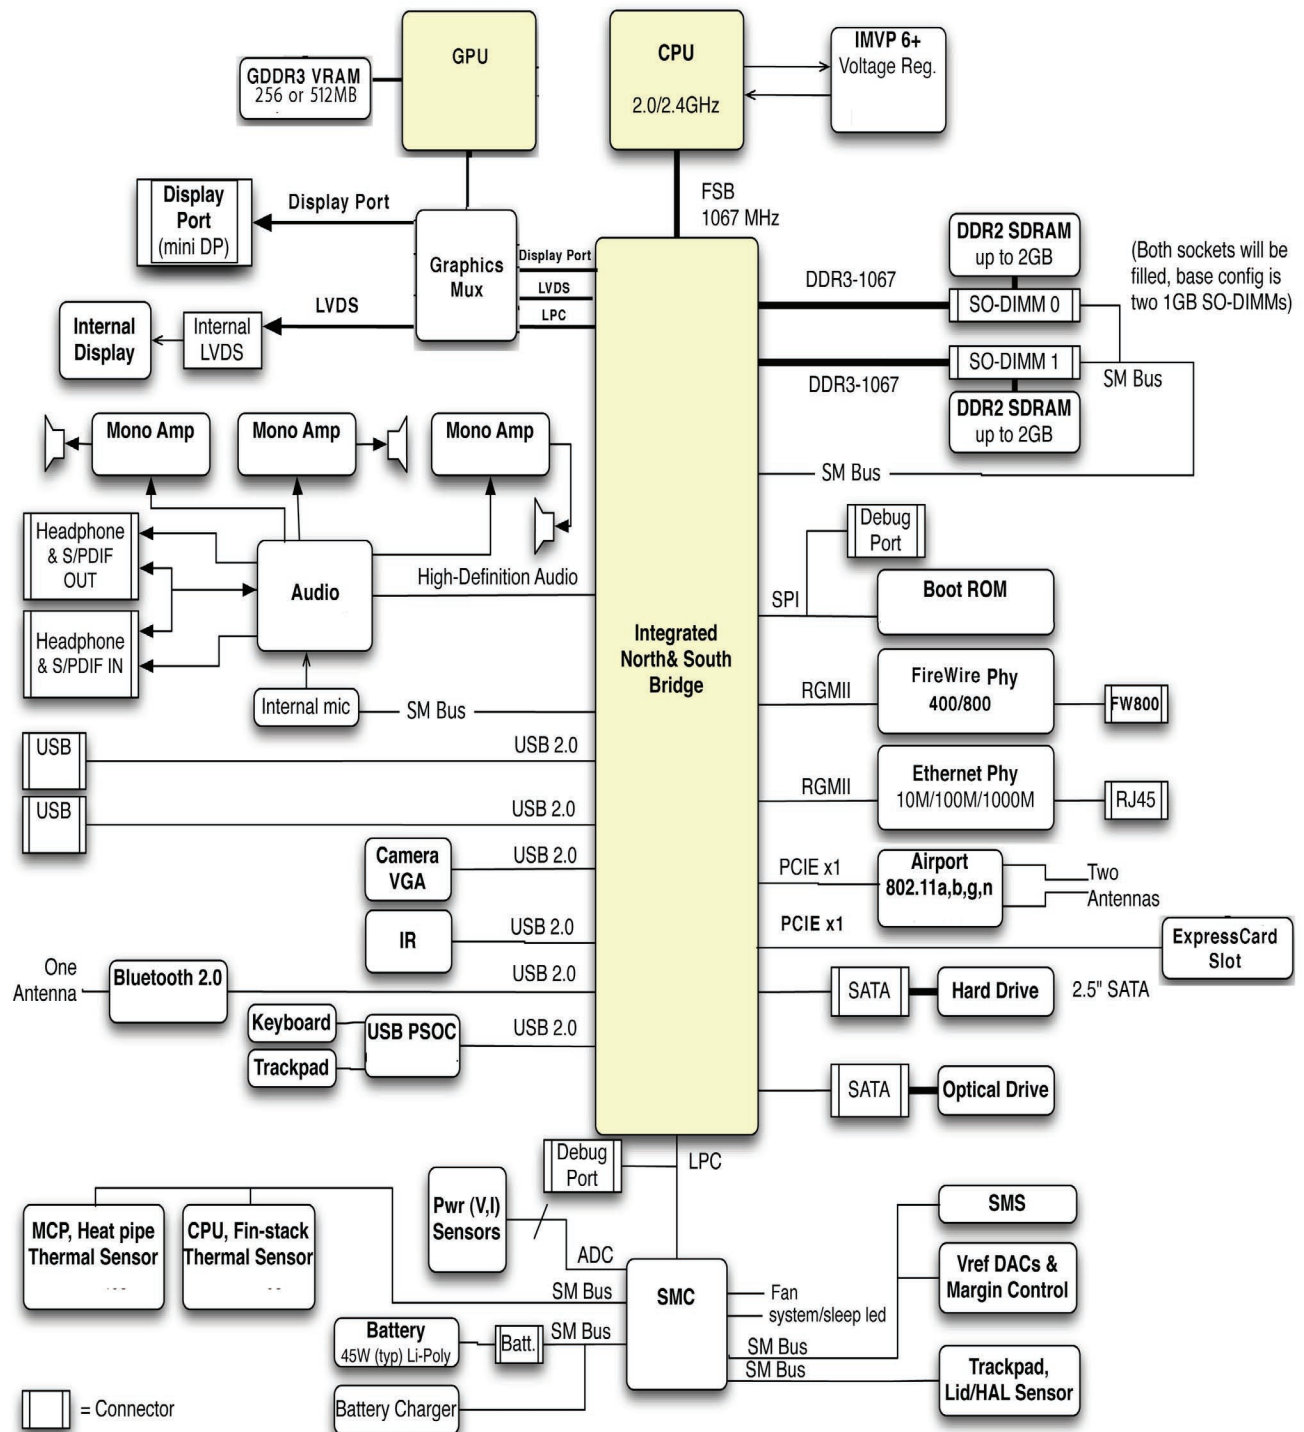 GPU
CPU
2.0/2.4GHz
IMVP 6+
Voltage Reg.
GDDR3 VRAM
256 or 512MB
FSB
1067 MHz
Display
Port
(mini DP)
Display Port
Graphics
Mux
Display Port
LVDS
LPC
LVDS
Internal
LVDS
Internal
Display
DDR2 SDRAM
up to 2GB
DDR3-1067
SO-DIMM 0
(Both sockets will be
filled, base config is
two 1GB SO-DIMMs)
SO-DIMM 1
SM Bus
DDR3-1067
DDR2 SDRAM
up to 2GB
SM Bus
Mono Amp
Mono Amp
Mono Amp
Headphone
& S/PDIF
OUT
Headphone
& S/PDIF IN
Audio
High-Definition Audio
Internal mic
SM Bus
Integrated
North& South
Bridge
Debug
Port
SPI
Boot ROM
RGMII
FireWire Phy
400/800
FW800
RGMII
Ethernet Phy
10M/100M/1000M
RJ45
USB
USB 2.0
USB
USB 2.0
Camera
VGA
USB 2.0
IR
USB 2.0
One
Antenna
Bluetooth 2.0
USB 2.0
Keyboard
Trackpad
USB PSOC
USB 2.0
PCIE x1
Airport
802.11a,b,g,n
Two
Antennas
PCIE x1
ExpressCard
Slot
SATA
Hard Drive
2.5" SATA
SATA
Optical Drive
Debug
Port
LPC
Pwr (V,I)
Sensors
ADC
MCP, Heat pipe
Thermal Sensor
CPU, Fin-stack
Thermal Sensor
SM Bus
SMC
Fan
system/sleep led
SM Bus
SM Bus
SMS
Vref DACs &
Margin Control
Trackpad,
Lid/HAL Sensor
Battery
45W (typ) Li-Poly
Batt.
SM Bus
Battery Charger
= Connector